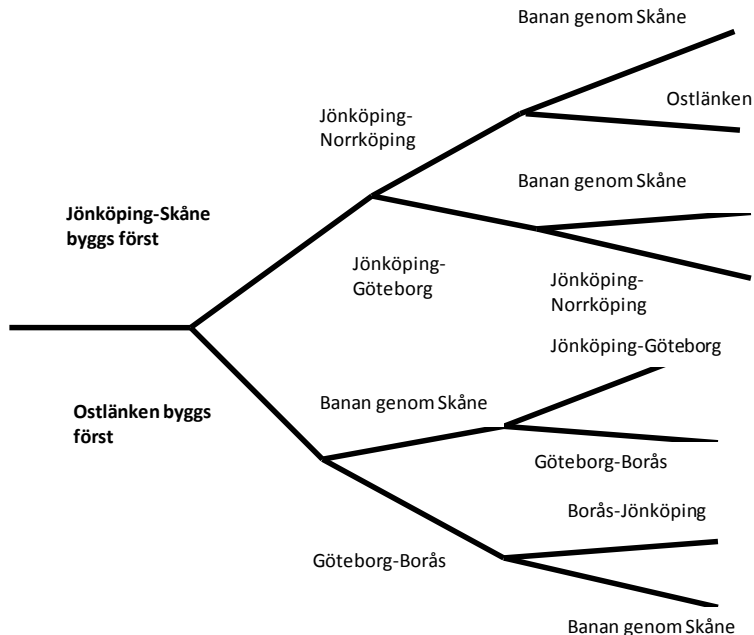 Banan genom Skåne
Ostlänken
Jönköping-
Norrköping
Banan genom Skåne
Jönköping-Skåne
byggs först
Jönköping-
Göteborg
Jönköping-
Norrköping
Jönköping-Göteborg
Ostlänken byggs
först
Banan genom Skåne
Göteborg-Borås
Borås-Jönköping
Göteborg-Borås
Banan genom Skåne